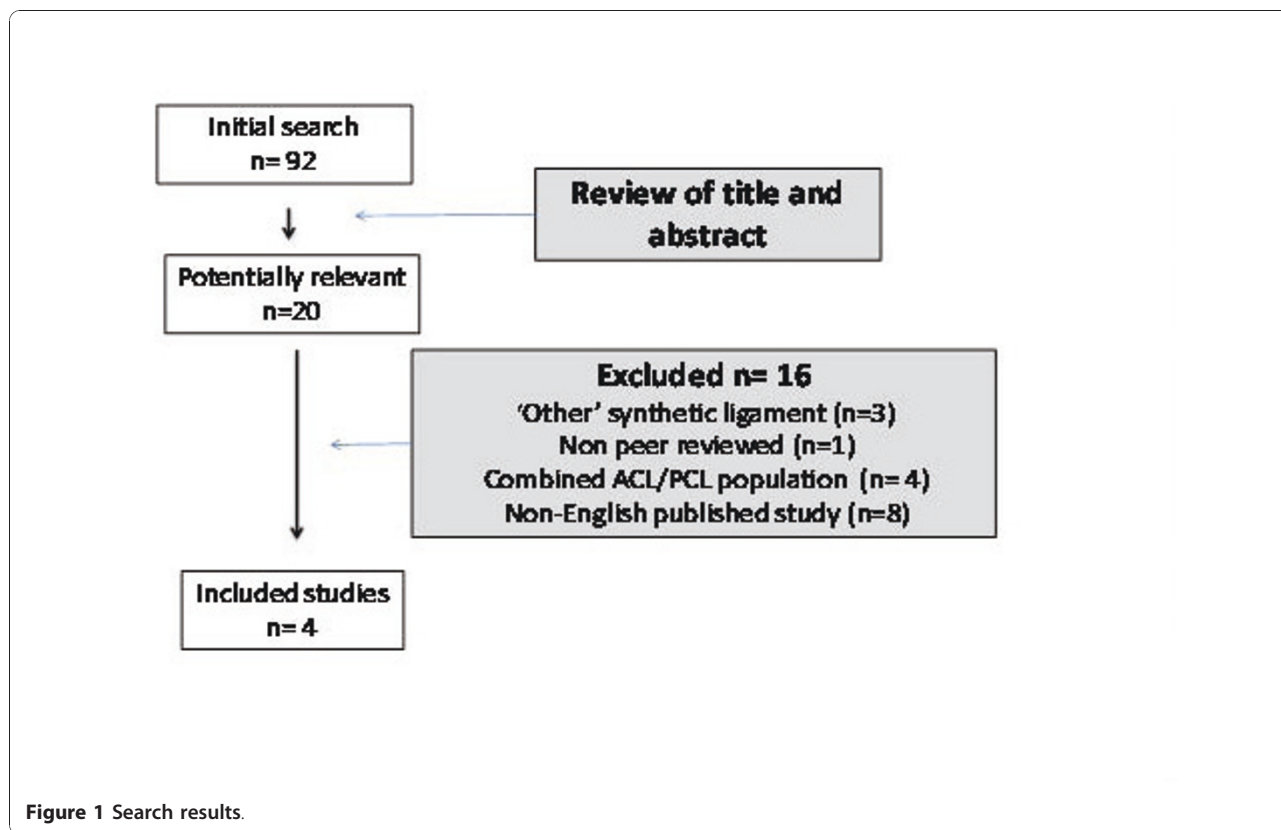 Initial search
n= 92
Review of title and
abstract
Potentially relevant
n=20
Excluded n= 16
‘Other’ synthetic ligament (n=3)
Non peer reviewed (n=1)
Combined ACL/PCL population (n= 4)
Non-English published study (n=8)
Included studies
n= 4
Figure 1 Search results.